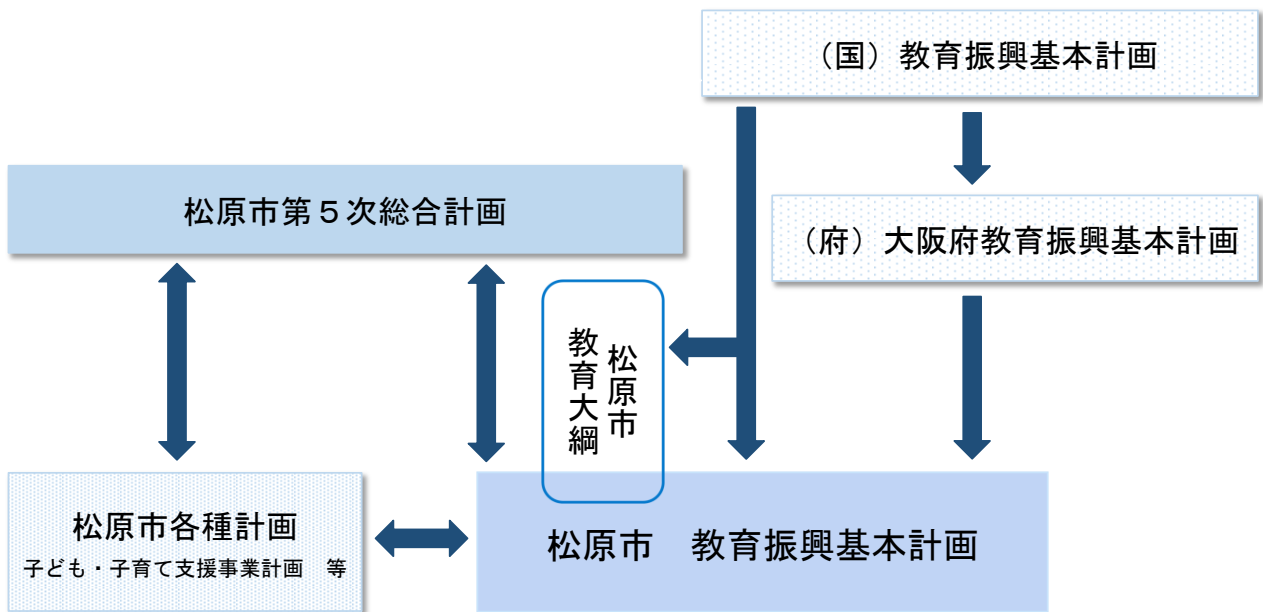 （国）教育振興基本計画
松原市第５次総合計画
（府）大阪府教育振興基本計画
松原市
教育大綱
松原市各種計画
子ども・子育て支援事業計画　等
松原市　教育振興基本計画